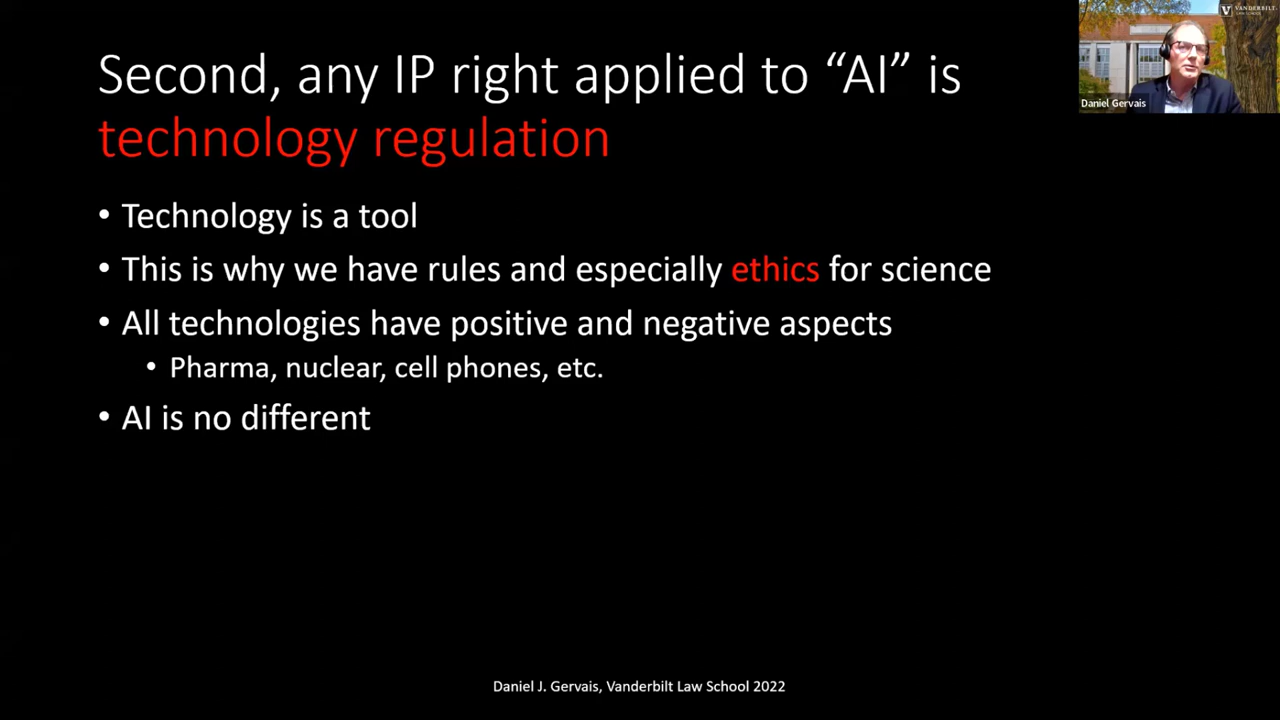 Second, any IP right applied to “AI” is
technology regulation
• Technology is a tool
• This is why we have rules and especially ethics for science
• All technologies have positive and negative aspects
• Pharma, nuclear, cell phones, etc.
• AI is no different
Daniel J. Gervais, Vanderbilt Law School 2022
VANDERBILT
Daniel Gervais